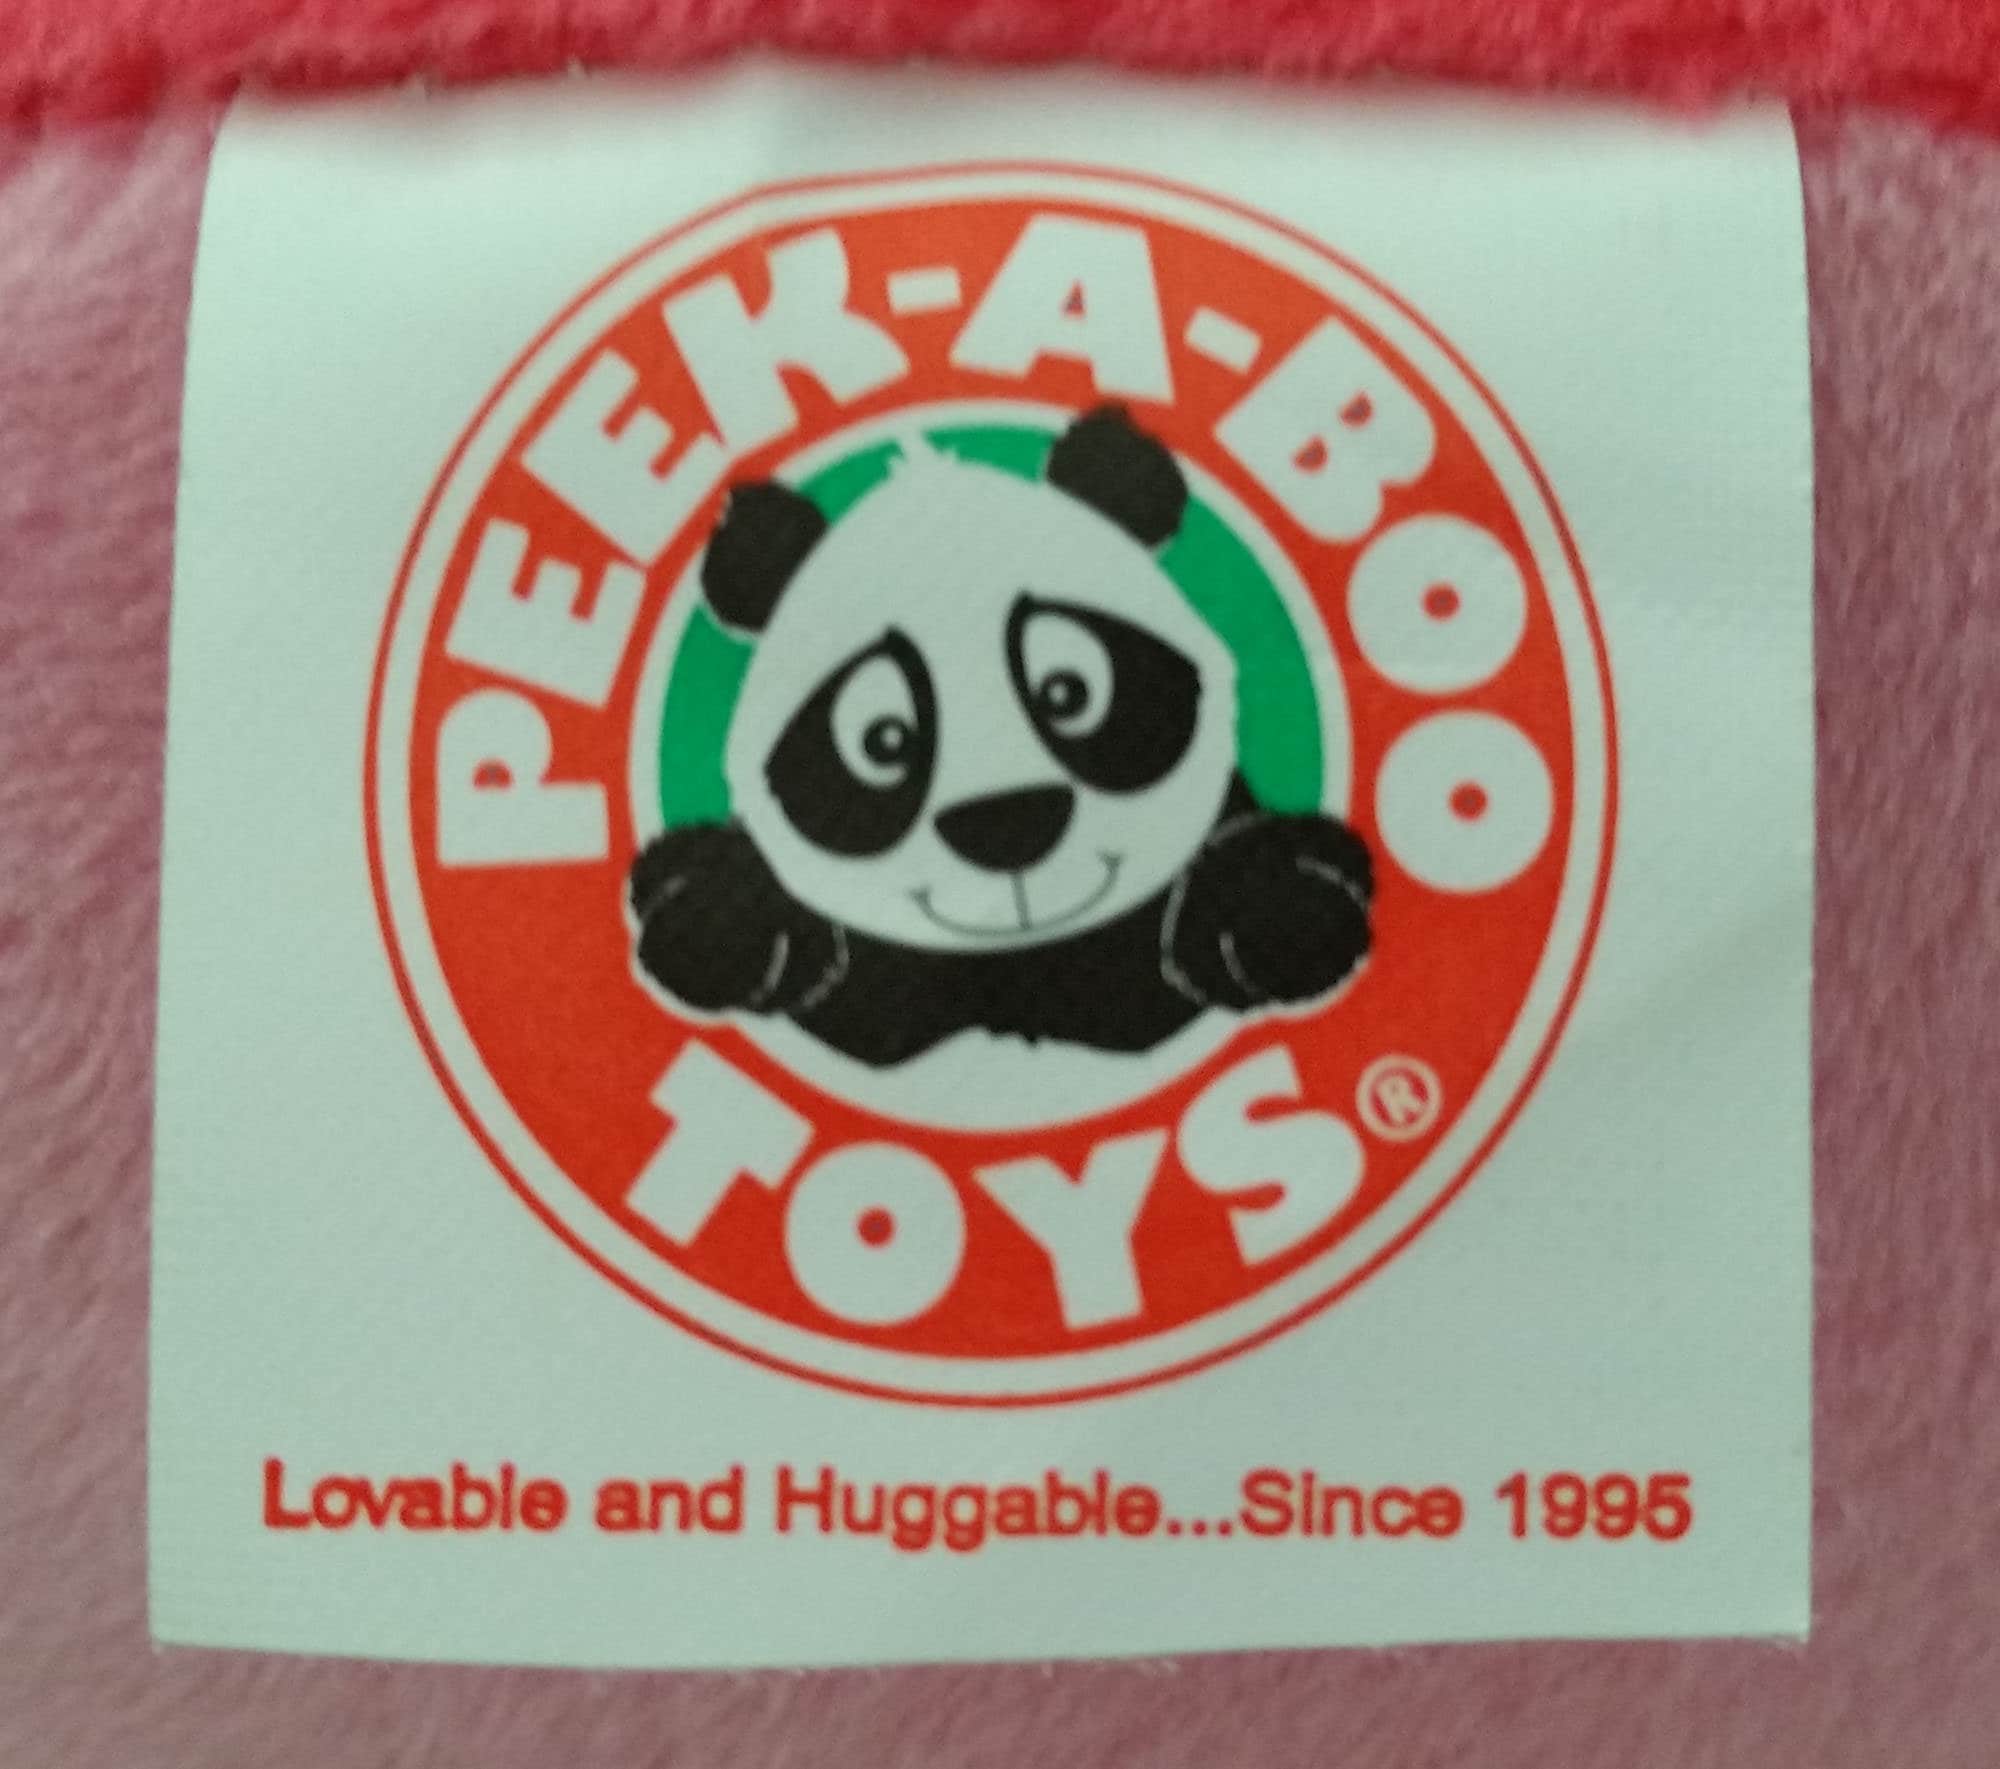 PEEK-A-BOO
TOYS®
Lovable and Huggable...Since 1995